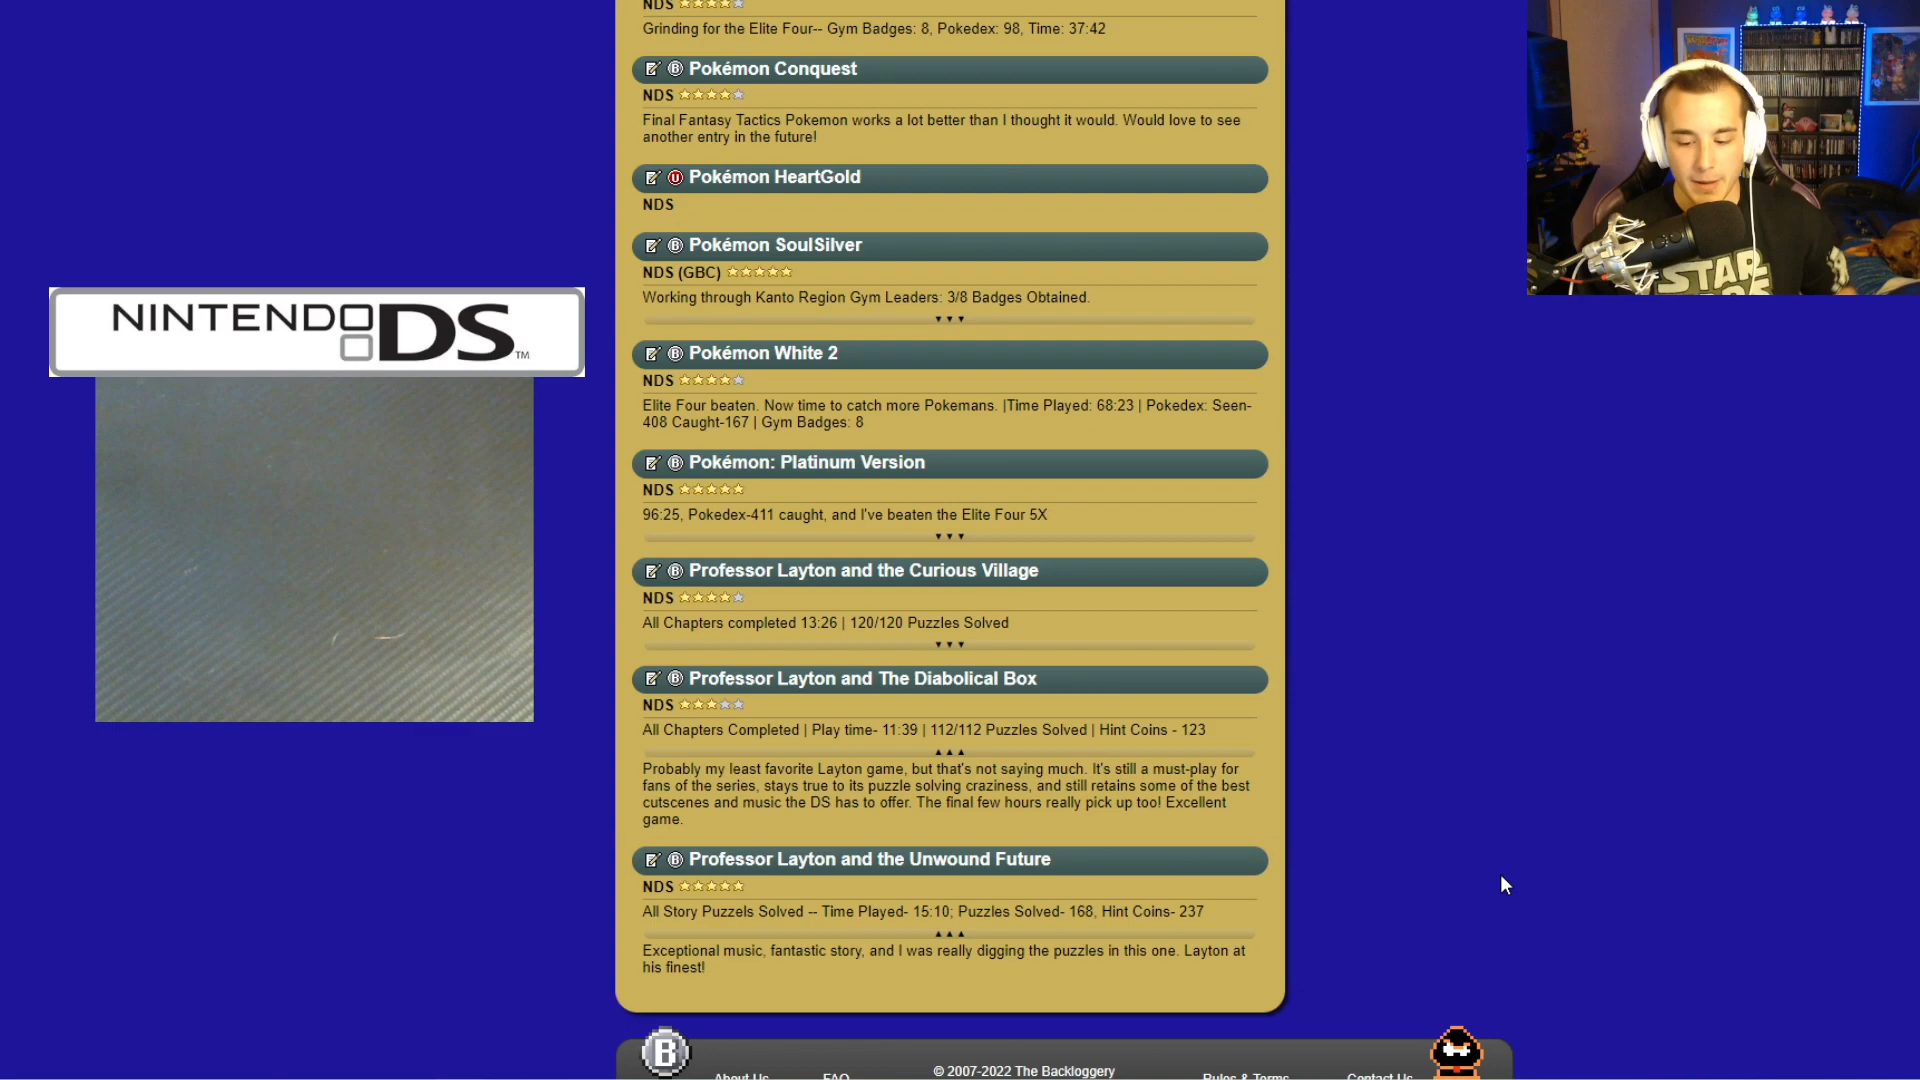 NDS
Grinding for the Elite Four-- Gym Badges: 8, Pokedex: 98, Time: 37:42
B Pokémon Conquest
NDS
Final Fantasy Tactics Pokemon works a lot better than I thought it would. Would love to see
another entry in the future!
U Pokémon HeartGold
NDS
B Pokémon SoulSilver
NDS (GBC)
Working through Kanto Region Gym Leaders: 3/8 Badges Obtained.
NINTENDO DS™
B Pokémon White 2
NDS
Elite Four beaten. Now time to catch more Pokemans. |Time Played: 68:23 | Pokedex: Seen-
408 Caught-167 | Gym Badges: 8
B Pokémon: Platinum Version
NDS
96:25, Pokedex-411 caught, and I've beaten the Elite Four 5X
B Professor Layton and the Curious Village
NDS
All Chapters completed 13:26 | 120/120 Puzzles Solved
B Professor Layton and The Diabolical Box
NDS
All Chapters Completed | Play time- 11:39 | 112/112 Puzzles Solved | Hint Coins - 123
Probably my least favorite Layton game, but that's not saying much. It's still a must-play for
fans of the series, stays true to its puzzle solving craziness, and still retains some of the best
cutscenes and music the DS has to offer. The final few hours really pick up too! Excellent
game.
B Professor Layton and the Unwound Future
NDS
All Story Puzzels Solved -- Time Played- 15:10; Puzzles Solved- 168, Hint Coins- 237
Exceptional music, fantastic story, and I was really digging the puzzles in this one. Layton at
his finest!
B
About Us FAQ © 2007-2022 The Backloggery Rules & Terms Contact Us
STAR